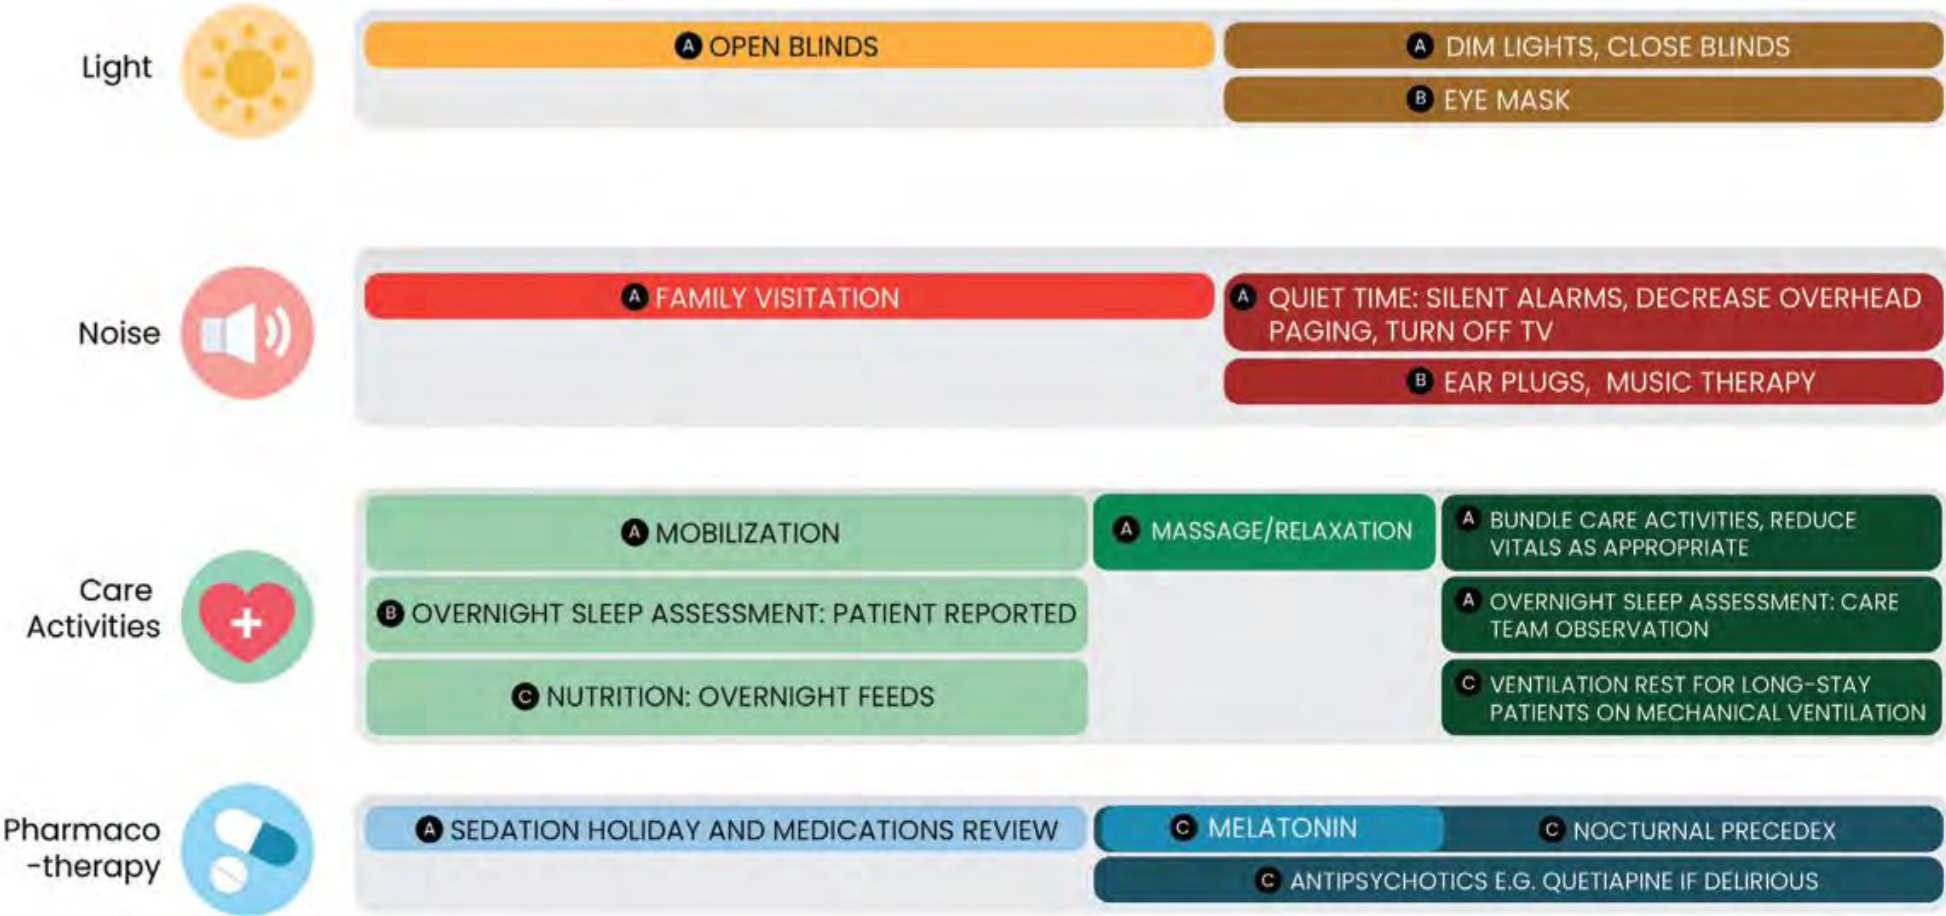 Light
A OPEN BLINDS
A DIM LIGHTS, CLOSE BLINDS
B EYE MASK
Noise
A FAMILY VISITATION
A QUIET TIME: SILENT ALARMS, DECREASE OVERHEAD
PAGING, TURN OFF TV
B EAR PLUGS, MUSIC THERAPY
Care
Activities
A MOBILIZATION
A MASSAGE/RELAXATION
A BUNDLE CARE ACTIVITIES, REDUCE
VITALS AS APPROPRIATE
B OVERNIGHT SLEEP ASSESSMENT: PATIENT REPORTED
A OVERNIGHT SLEEP ASSESSMENT: CARE
TEAM OBSERVATION
C NUTRITION: OVERNIGHT FEEDS
C VENTILATION REST FOR LONG-STAY
PATIENTS ON MECHANICAL VENTILATION
Pharmaco
-therapy
A SEDATION HOLIDAY AND MEDICATIONS REVIEW
C MELATONIN
C NOCTURNAL PRECEDEX
C ANTIPSYCHOTICS E.G. QUETIAPINE IF DELIRIOUS